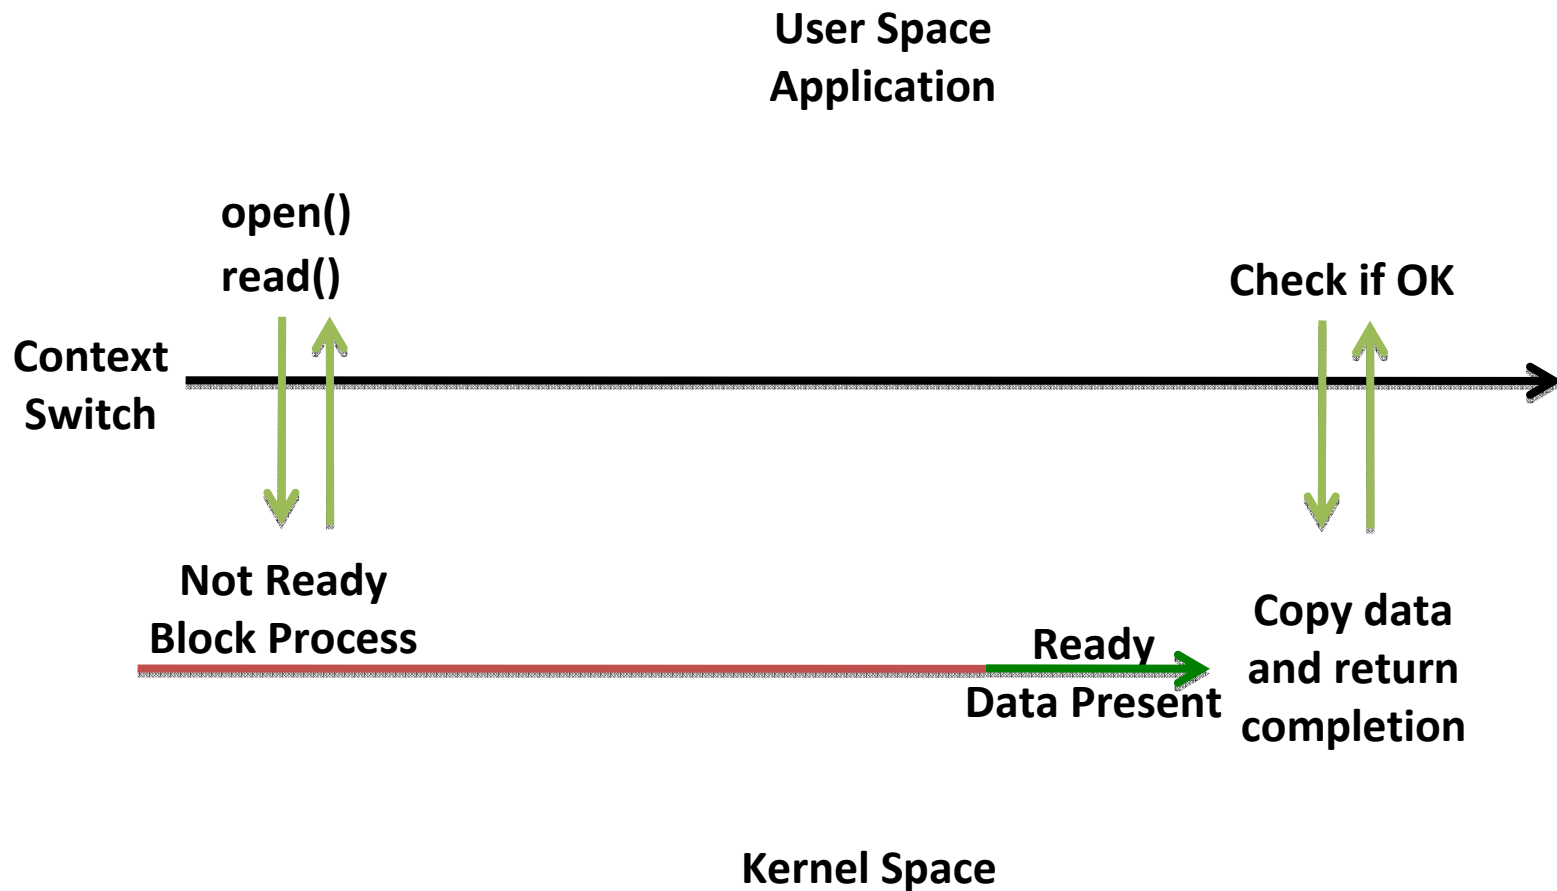 User Space
Application
open()
read()
Check if OK
Context
Switch
Not Ready
Block Process
Ready
Data Present
Copy data
and return
completion
Kernel Space